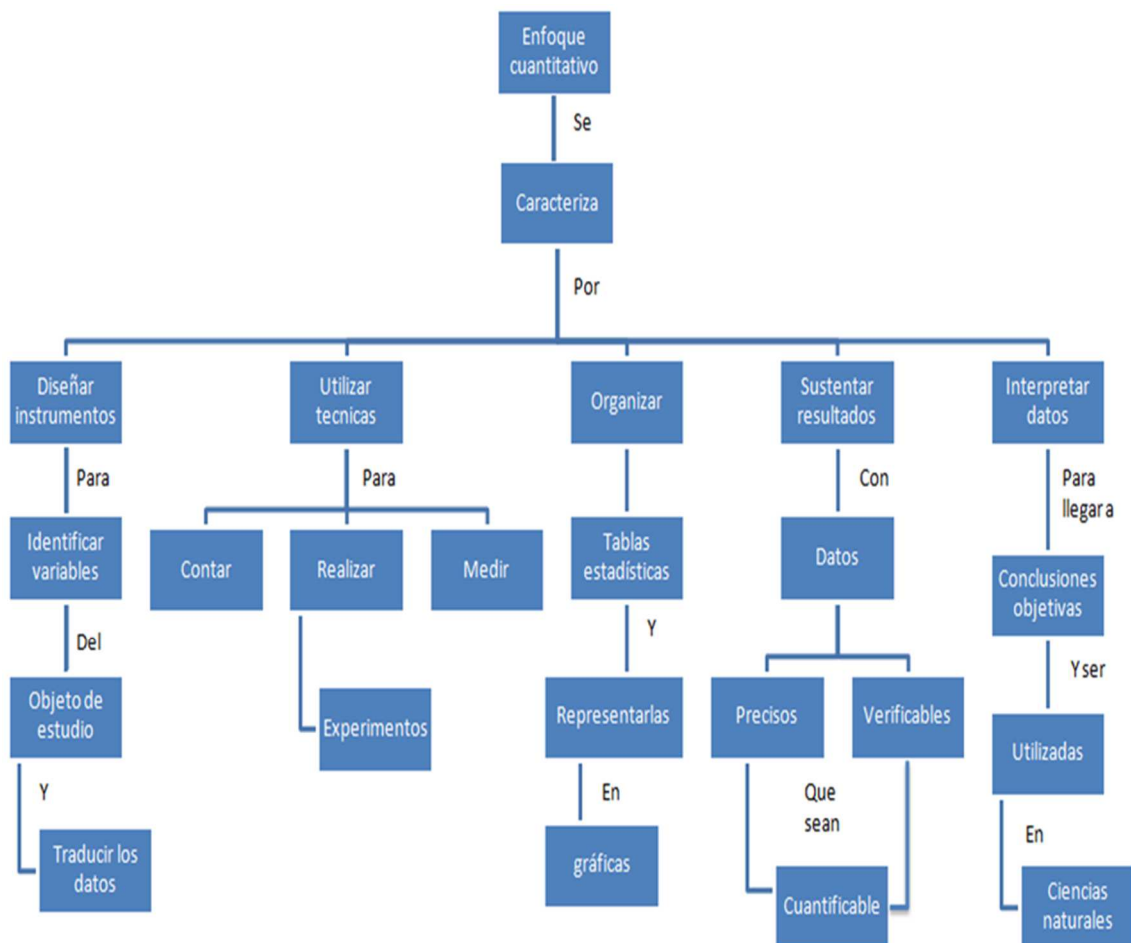 Enfoque
cuantitativo
Se
Caracteriza
Por
Diseñar
instrumentos
Para
Identificar
variables
Del
Objeto de
estudio
Y
Traducir los
datos
Utilizar
tecnicas
Para
Contar
Realizar
Medir
Experimentos
Organizar
Tablas
estadísticas
Y
Representarlas
En
gráficas
Sustentar
resultados
Con
Datos
Precisos
Verificables
Que
sean
Cuantificable
Interpretar
datos
Para
llegar a
Conclusiones
objetivas
Y ser
Utilizadas
En
Ciencias
naturales